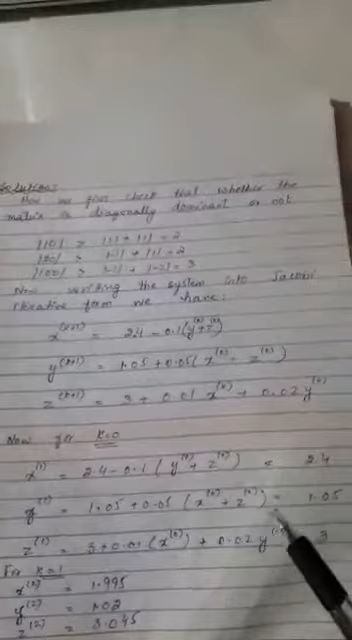 Solution:
Now we first check that whether the
matrix is diagonally dominant or not
|10| > |1| + |1| = 2
|20| > |-1| + |1| = 2
|100| > |-1| + |-2| = 3
Now writing the system into Jacobi
iterative form we have:
x^(k+1) = 2.4 - 0.1(y^(k) + z^(k))
y^(k+1) = 1.05 + 0.05(x^(k) - z^(k))
z^(k+1) = 3 + 0.01 x^(k) + 0.02 y^(k)
Now for k=0
x^(1) = 2.4 - 0.1 (y^(0) + z^(0)) = 2.4
y^(1) = 1.05 + 0.05 (x^(0) + z^(0)) = 1.05
z^(1) = 3 + 0.01 (x^(0)) + 0.02 y 3
For k=1
x^(2) = 1.995
y^(2) = 1.02
z^(2) = 3.045